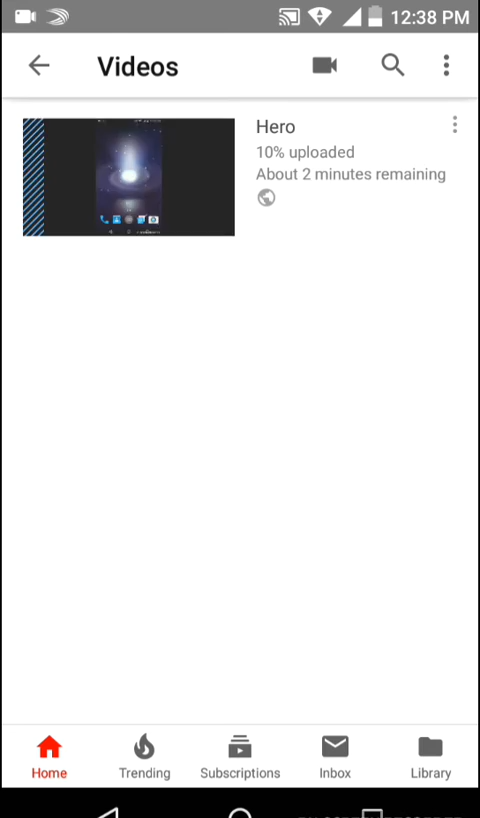 12:38 PM
Videos
Hero
10% uploaded
About 2 minutes remaining
Home
Trending
Subscriptions
Inbox
Library